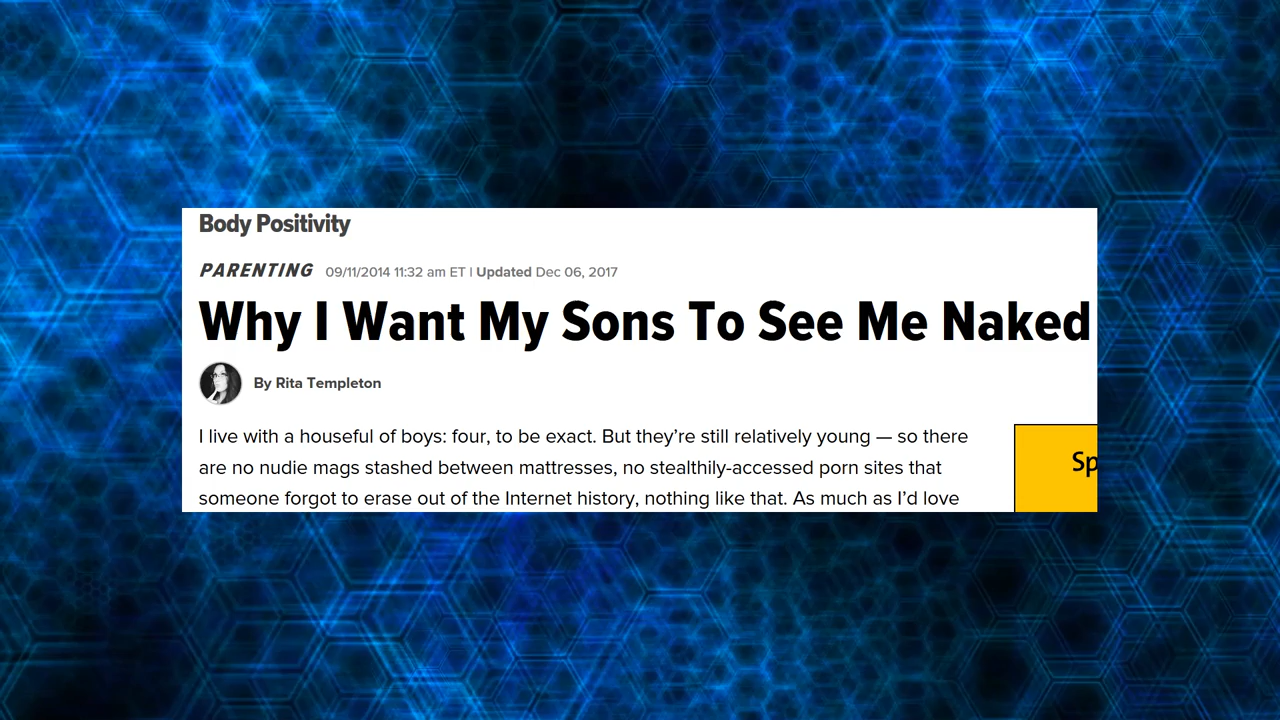 Body Positivity
PARENTING 09/11/2014 11:32 am ET | Updated Dec 06, 2017
Why I Want My Sons To See Me Naked
By Rita Templeton
I live with a houseful of boys: four, to be exact. But they’re still relatively young — so there
are no nudie mags stashed between mattresses, no stealthily-accessed porn sites that
Sp
someone forgot to erase out of the Internet history, nothing like that. As much as I’d love